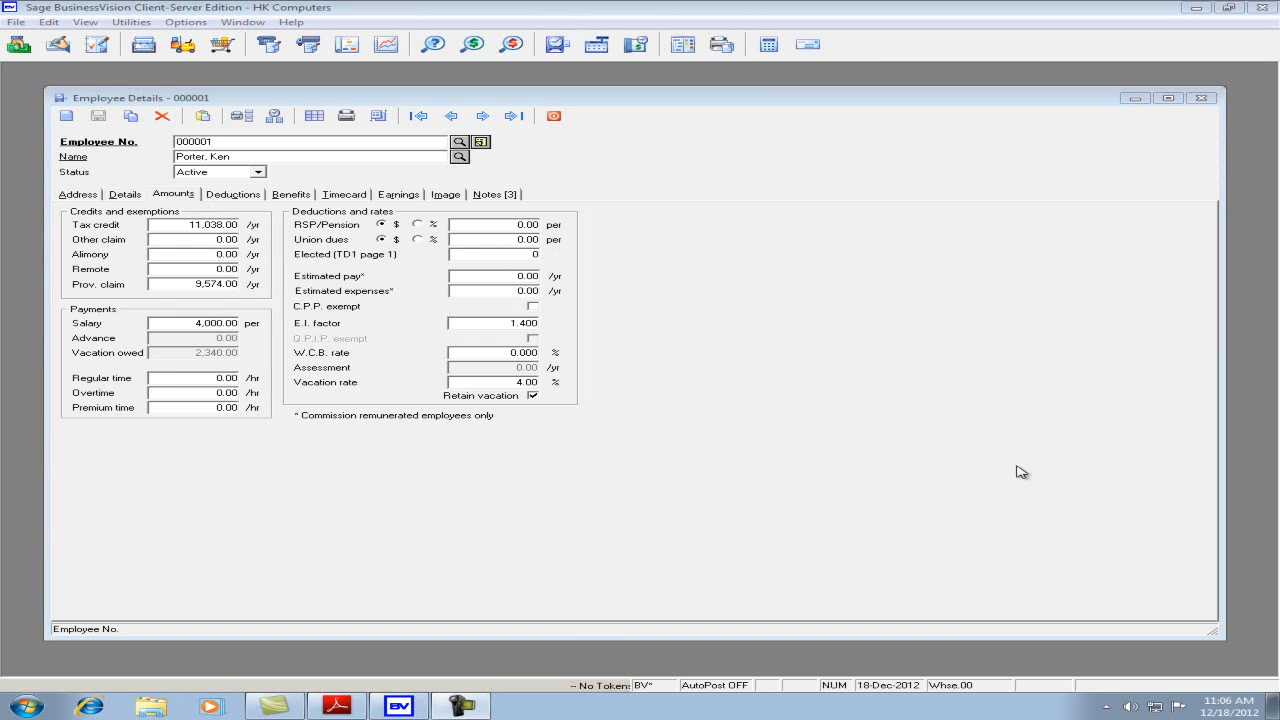 Sage BusinessVision Client-Server Edition - HK Computers
File Edit View Utilities Options Window Help
Employee Details - 000001
Employee No. 000001
Name Porter, Ken
Status Active
Address Details Amounts Deductions Benefits Timecard Earnings Image Notes [3]
Credits and exemptions
Tax credit 11,038.00 /yr
Other claim 0.00 /yr
Alimony 0.00 /yr
Remote 0.00 /yr
Prov. claim 9,574.00 /yr
Payments
Salary 4,000.00 per
Advance 0.00
Vacation owed 2,340.00
Regular time 0.00 /hr
Overtime 0.00 /hr
Premium time 0.00 /hr
Deductions and rates
RSP/Pension $ % 0.00 per
Union dues $ % 0.00 per
Elected (TD1 page 1) 0
Estimated pay* 0.00 /yr
Estimated expenses* 0.00 /yr
C.P.P. exempt
E.I. factor 1.400
Q.P.I.P. exempt
W.C.B. rate 0.000 %
Assessment 0.00 /yr
Vacation rate 4.00 %
Retain vacation
* Commission remunerated employees only
Employee No.
-- No Token: BV* AutoPost OFF NUM 18-Dec-2012 Whse.00
BV
11:06 AM
12/18/2012